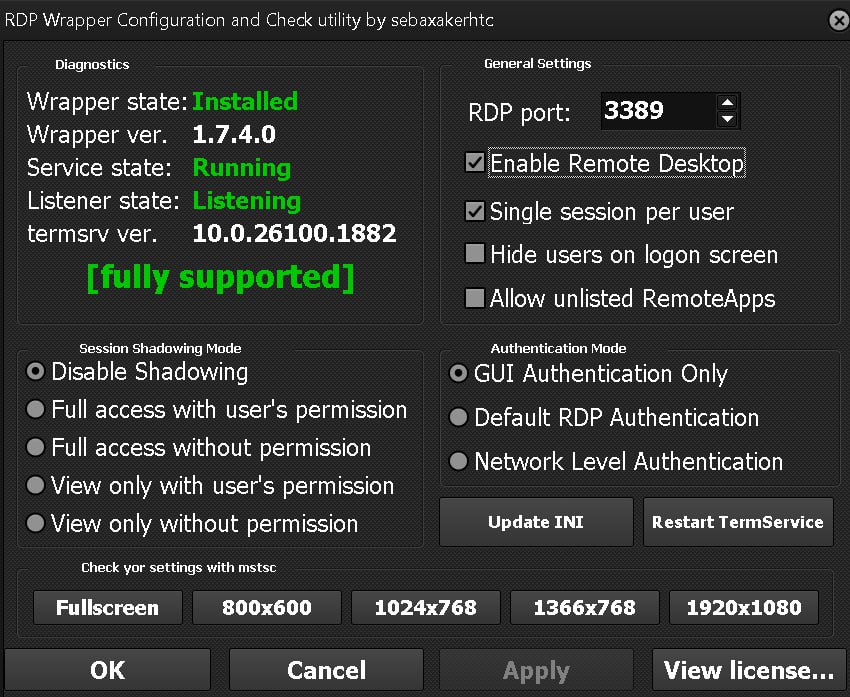 RDP Wrapper Configuration and Check utility by sebaxakerhtc
Diagnostics
Wrapper state: Installed
Wrapper ver. 1.7.4.0
Service state: Running
Listener state: Listening
termsrv ver. 10.0.26100.1882
[fully supported]
General Settings
RDP port: 3389
Enable Remote Desktop
Single session per user
Hide users on logon screen
Allow unlisted RemoteApps
Session Shadowing Mode
Disable Shadowing
Full access with user's permission
Full access without permission
View only with user's permission
View only without permission
Authentication Mode
GUI Authentication Only
Default RDP Authentication
Network Level Authentication
Update INI
Restart TermService
Check yor settings with mstsc
Fullscreen
800x600
1024x768
1366x768
1920x1080
OK
Cancel
Apply
View license...